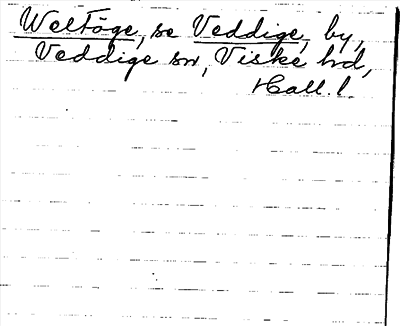 Weltöge, se Veddige, by,
Veddige sn, Viske hd,
Hall. l.